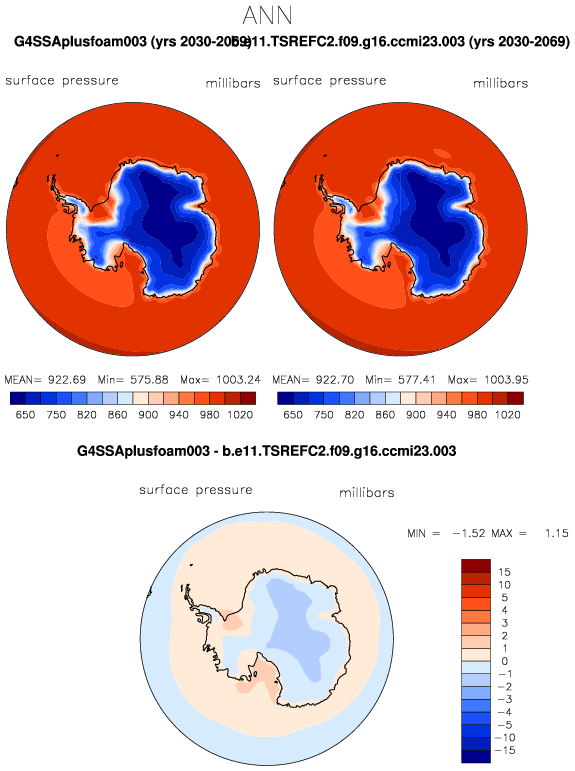 ANN
G4SSAplusfoam003 (yrs 2030-2069) b.e11.TSREFC2.f09.g16.ccmi23.003 (yrs 2030-2069)
surface pressure millibars surface pressure millibars
MEAN= 922.69 Min= 575.88 Max= 1003.24 MEAN= 922.70 Min= 577.41 Max= 1003.95
650 750 820 860 900 940 980 1020 650 750 820 860 900 940 980 1020
G4SSAplusfoam003 - b.e11.TSREFC2.f09.g16.ccmi23.003
surface pressure millibars
MIN = -1.52 MAX = 1.15
15
10
5
4
3
2
1
0
-1
-2
-3
-4
-5
-10
-15